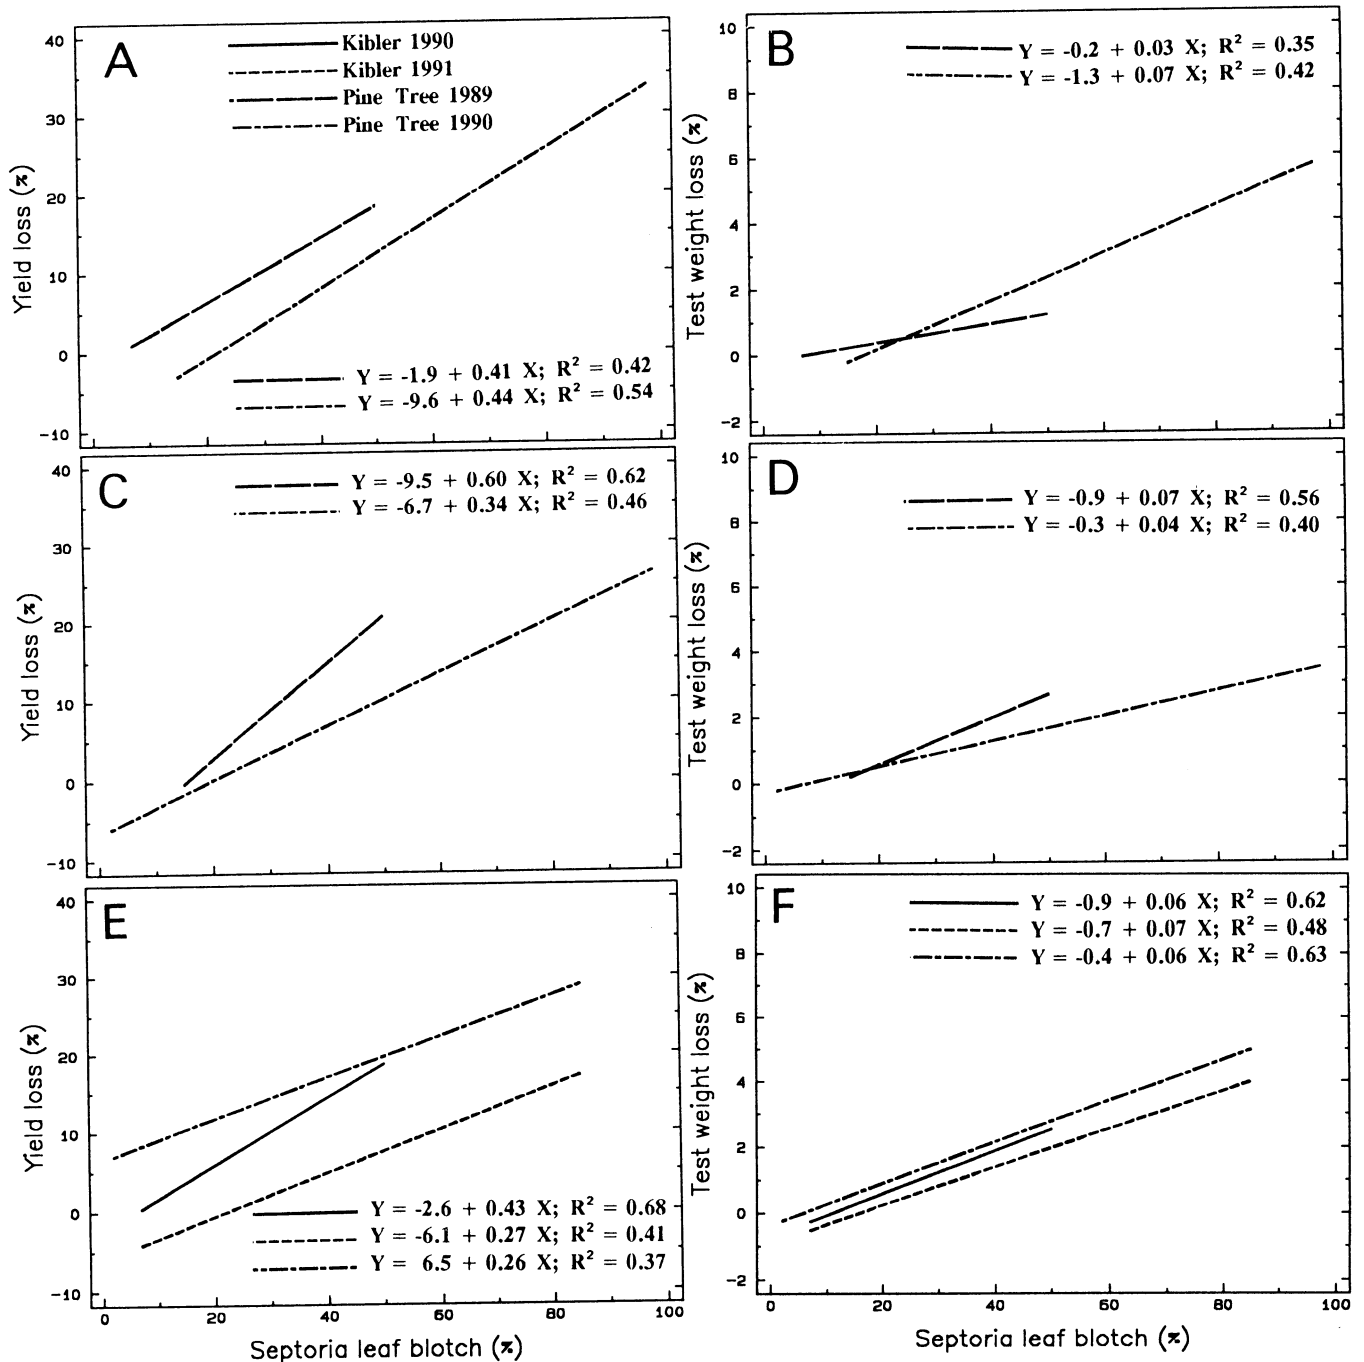 A
Kibler 1990
Kibler 1991
Pine Tree 1989
Pine Tree 1990
40
30
20
10
0
-10
Yield loss (%)
Y = -1.9 + 0.41 X; R² = 0.42
Y = -9.6 + 0.44 X; R² = 0.54
B
Y = -0.2 + 0.03 X; R² = 0.35
Y = -1.3 + 0.07 X; R² = 0.42
10
8
6
4
2
0
-2
Test weight loss (%)
C
Y = -9.5 + 0.60 X; R² = 0.62
Y = -6.7 + 0.34 X; R² = 0.46
40
30
20
10
0
-10
Yield loss (%)
D
Y = -0.9 + 0.07 X; R² = 0.56
Y = -0.3 + 0.04 X; R² = 0.40
10
8
6
4
2
0
-2
Test weight loss (%)
E
40
30
20
10
0
-10
Yield loss (%)
Y = -2.6 + 0.43 X; R² = 0.68
Y = -6.1 + 0.27 X; R² = 0.41
Y = 6.5 + 0.26 X; R² = 0.37
0 20 40 60 80 100
Septoria leaf blotch (%)
F
Y = -0.9 + 0.06 X; R² = 0.62
Y = -0.7 + 0.07 X; R² = 0.48
Y = -0.4 + 0.06 X; R² = 0.63
10
8
6
4
2
0
-2
Test weight loss (%)
0 20 40 60 80 100
Septoria leaf blotch (%)